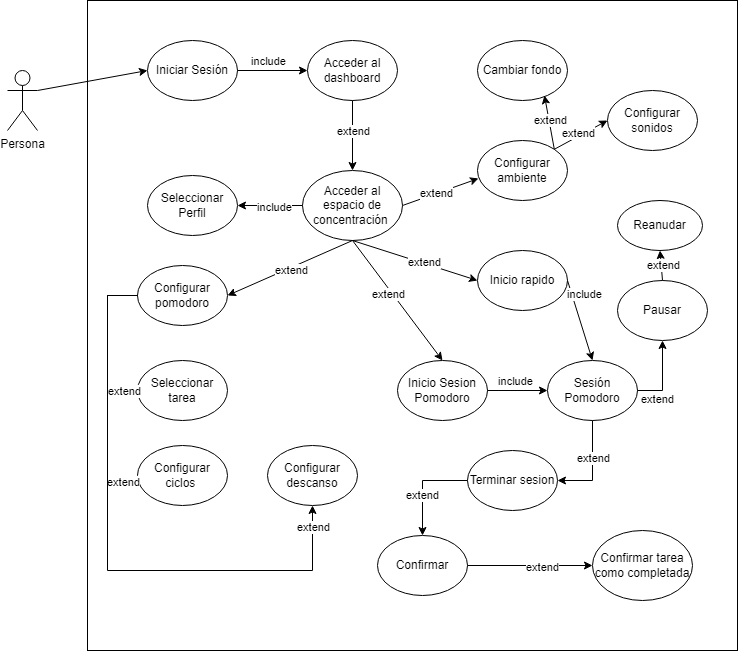 Iniciar Sesión
include
Acceder al
dashboard
Cambiar fondo
Configurar
sonidos
extend
extend
extend
Persona
Configurar
ambiente
Seleccionar
Perfil
include
Acceder al
espacio de
concentración
extend
Reanudar
extend
extend
extend
Configurar
pomodoro
extend
Inicio rapido
include
Pausar
Seleccionar
tarea
extend
Inicio Sesion
Pomodoro
include
Sesión
Pomodoro
extend
Configurar
ciclos
extend
Configurar
descanso
extend
Terminar sesion
extend
extend
Confirmar
extend
Confirmar tarea
como completada